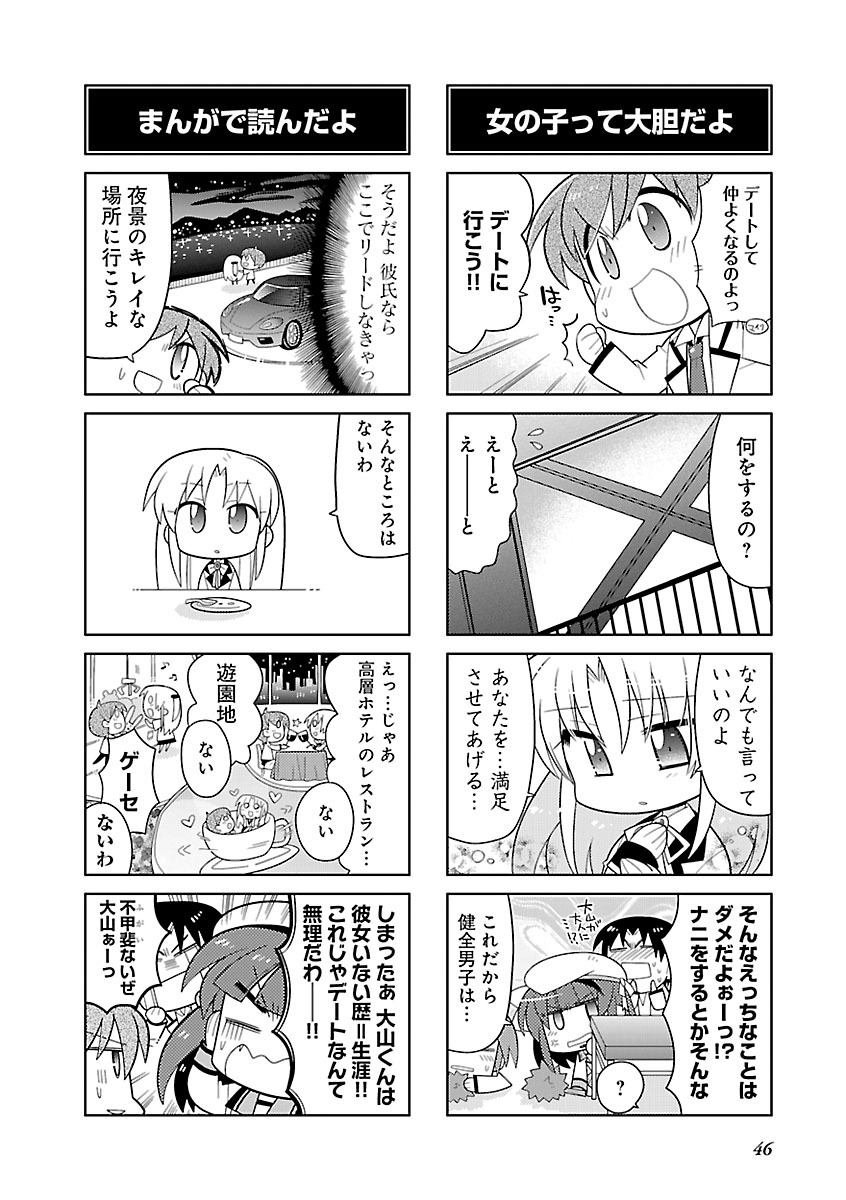 女の子って大胆だよ
デートして
仲よくなるのよっ
デートに
行こう!!
はっ…
マイク
何をするの？
えーと
えーーと
なんでも言って
いいのよ
あなたを…満足
させてあげる…
そんなえっちなことは
ダメだよぉーっ!?
ナニをするとかそんな
大山が
大人に
!?
これだから
健全男子は…
？
まんがで読んだよ
そうだよ 彼氏なら
ここでリードしなきゃっ
夜景のキレイな
場所に行こうよ
そんなところは
ないわ
えっ…じゃあ
高層ホテルのレストラン…
ない
遊園地
ない
ゲーセ
ないわ
しまったぁ 大山くんは
彼女いない歴＝生涯!!
これじゃデートなんて
無理だわーー!!
不甲斐ないぜ
ふがい
大山ぁーっ
46